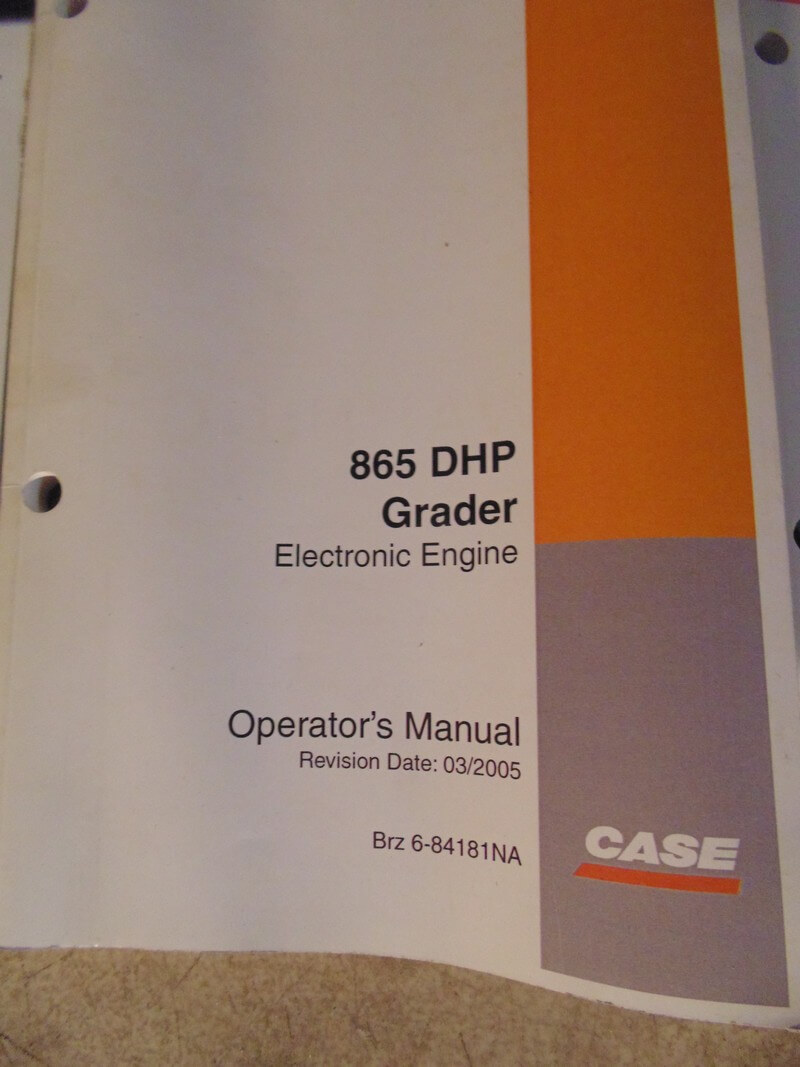 865 DHP
Grader
Electronic Engine
Operator's Manual
Revision Date: 03/2005
Brz 6-84181NA
CASE